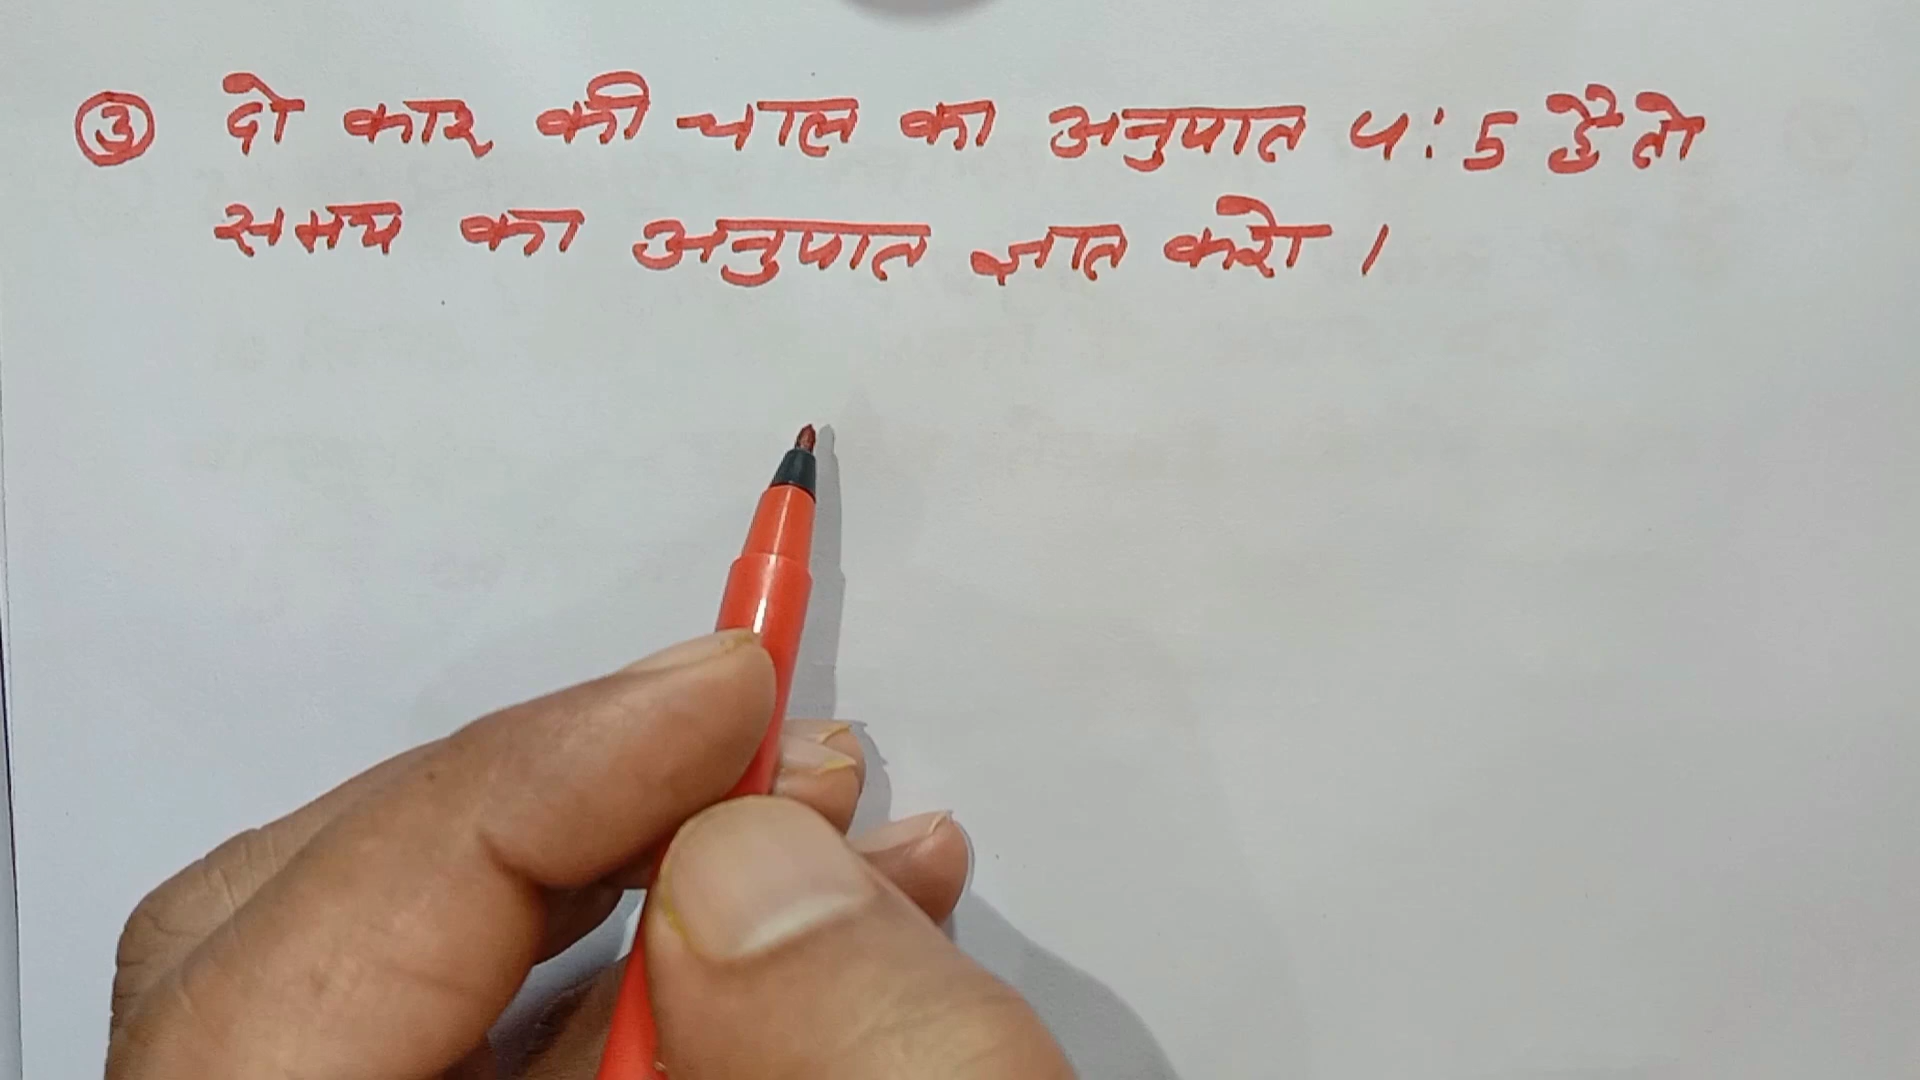 ③ दो कार की चाल का अनुपात 4:5 है तो
समय का अनुपात ज्ञात करो ।